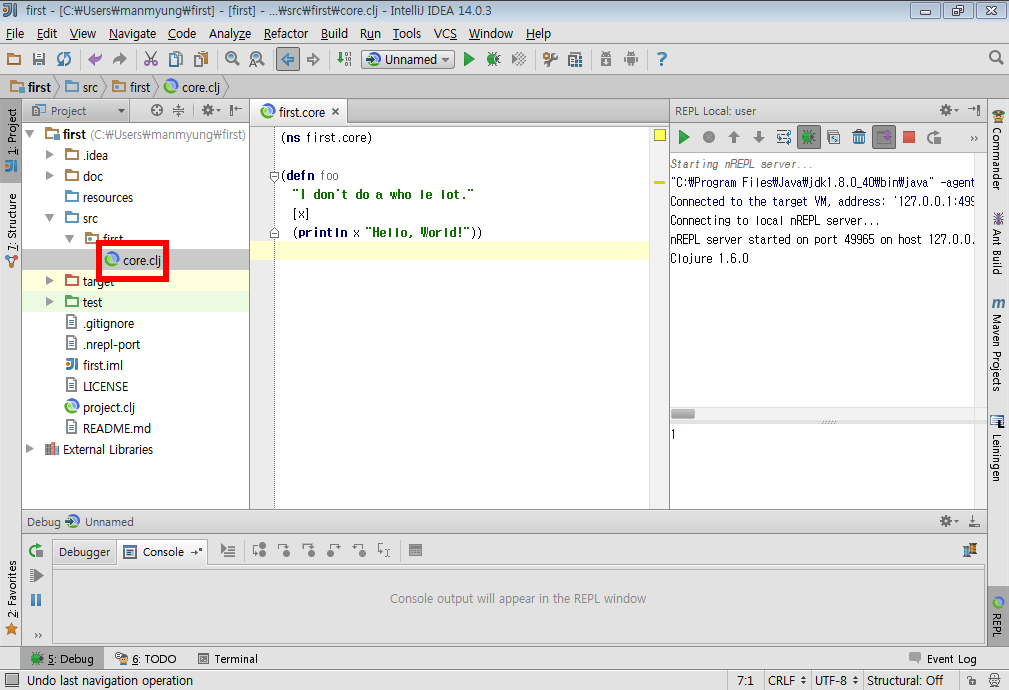 first - [C:₩Users₩manmyung₩first] - [first] - ...₩src₩first₩core.clj - IntelliJ IDEA 14.0.3
File Edit View Navigate Code Analyze Refactor Build Run Tools VCS Window Help
Unnamed
first src first core.clj
1: Project
7: Structure
2: Favorites
Project
first (C:₩Users₩manmyung₩first)
.idea
doc
resources
src
first
core.clj
target
test
.gitignore
.nrepl-port
first.iml
LICENSE
project.clj
README.md
External Libraries
first.core
(ns first.core)
(defn foo
"I don't do a who le lot."
[x]
(println x "Hello, World!"))
REPL Local: user
Starting nREPL server...
"C:₩Program Files₩Java₩jdk1.8.0_40₩bin₩java" -agent
Connected to the target VM, address: '127.0.0.1:499
Connecting to local nREPL server...
nREPL server started on port 49965 on host 127.0.0.
Clojure 1.6.0
1
Commander
Ant Build
Maven Projects
Leiningen
REPL
Debug Unnamed
Debugger Console
Console output will appear in the REPL window
5: Debug 6: TODO Terminal Event Log
Undo last navigation operation 7:1 CRLF UTF-8 Structural: Off